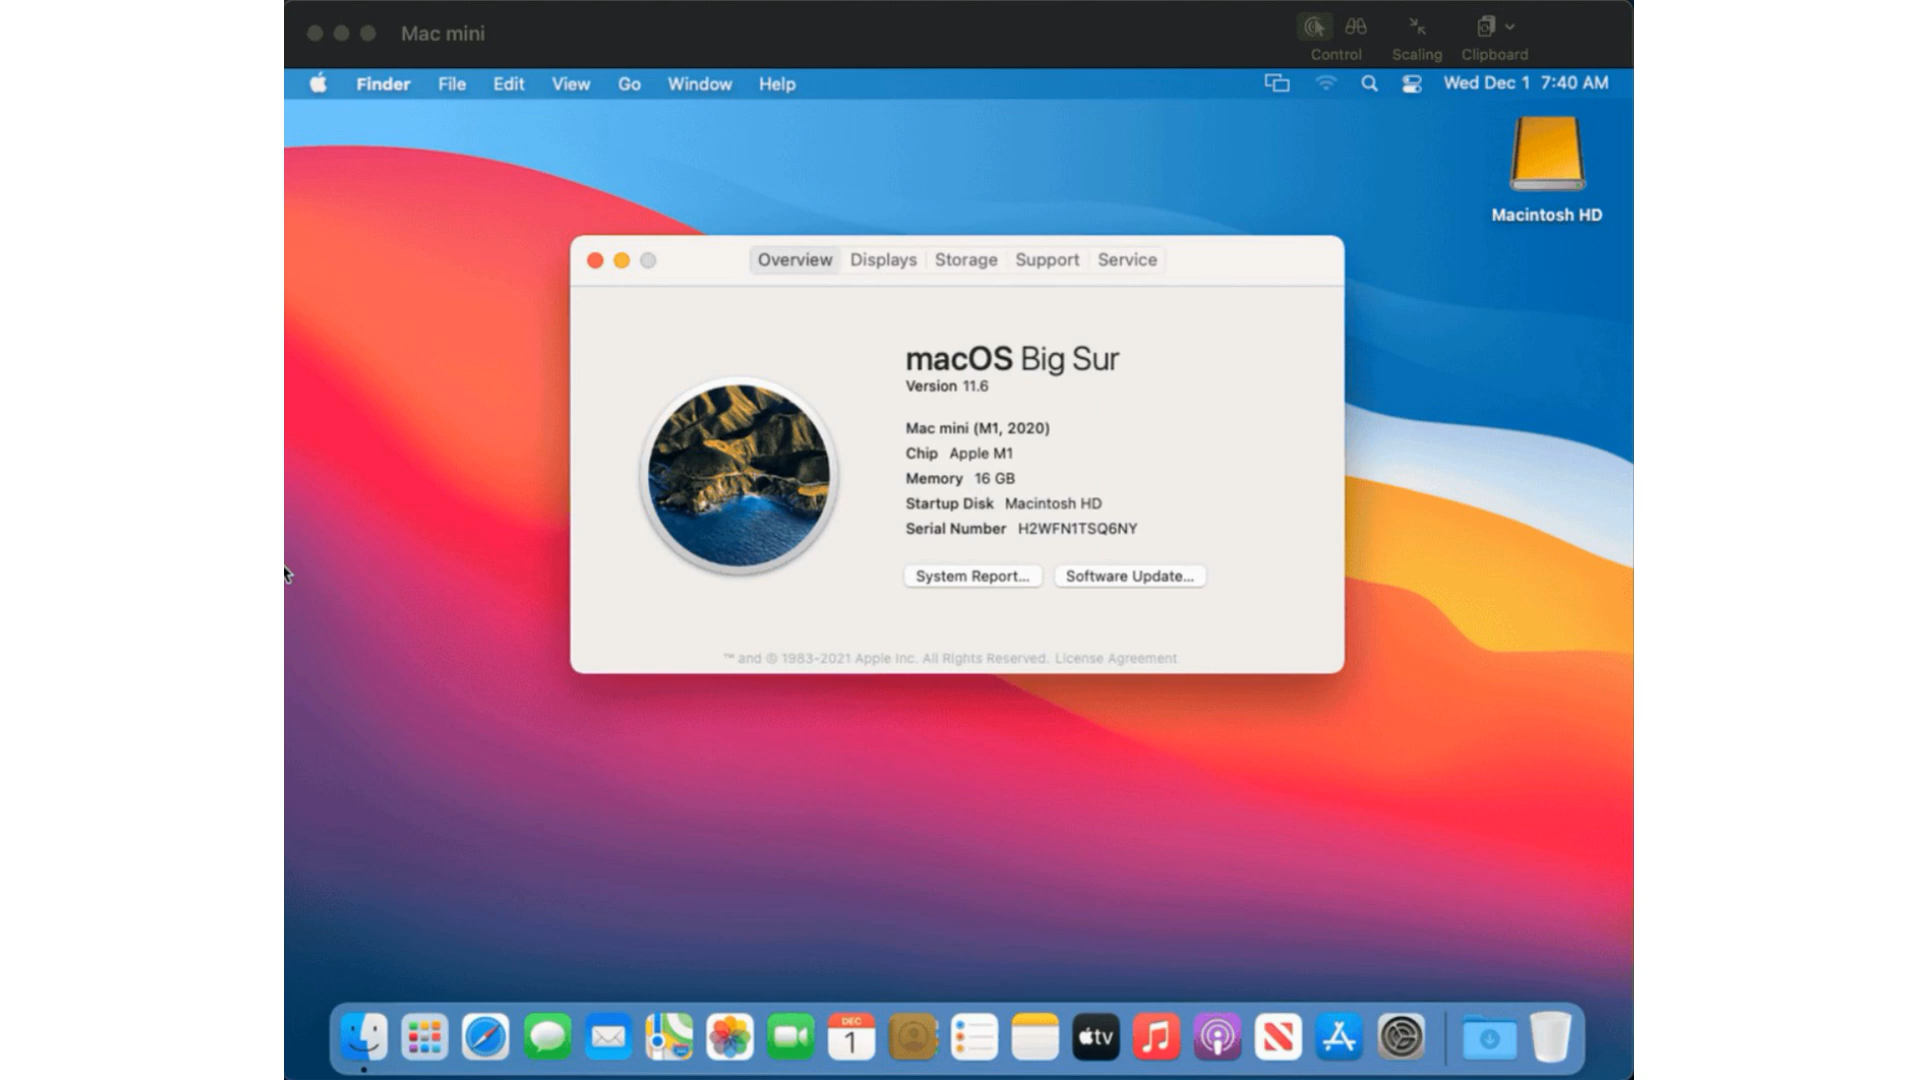 Mac mini
Control
Scaling
Clipboard
Finder File Edit View Go Window Help
Wed Dec 1 7:40 AM
Macintosh HD
Overview Displays Storage Support Service
macOS Big Sur
Version 11.6
Mac mini (M1, 2020)
Chip Apple M1
Memory 16 GB
Startup Disk Macintosh HD
Serial Number H2WFN1TSQ6NY
System Report... Software Update...
™ and © 1983-2021 Apple Inc. All Rights Reserved. License Agreement
DEC
1
tv